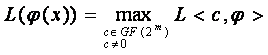 L(φ(x)) = max L < c, φ >
c∈GF(2^m)
c≠0